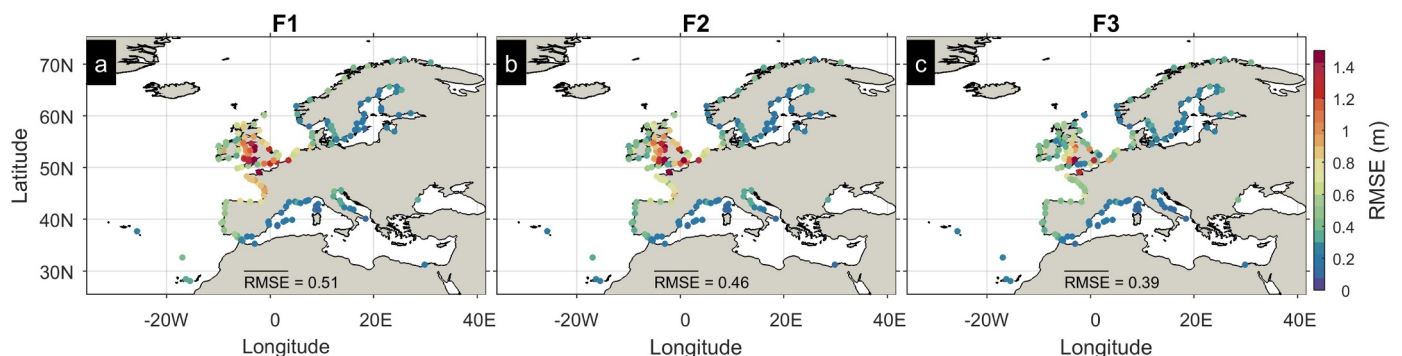 F1
F2
F3
a
b
c
70N
60N
50N
40N
30N
Latitude
RMSE = 0.51
RMSE = 0.46
RMSE = 0.39
-20W
0
20E
40E
-20W
0
20E
40E
-20W
0
20E
40E
Longitude
Longitude
Longitude
1.4
1.2
1
0.8
0.6
0.4
0.2
0
RMSE (m)